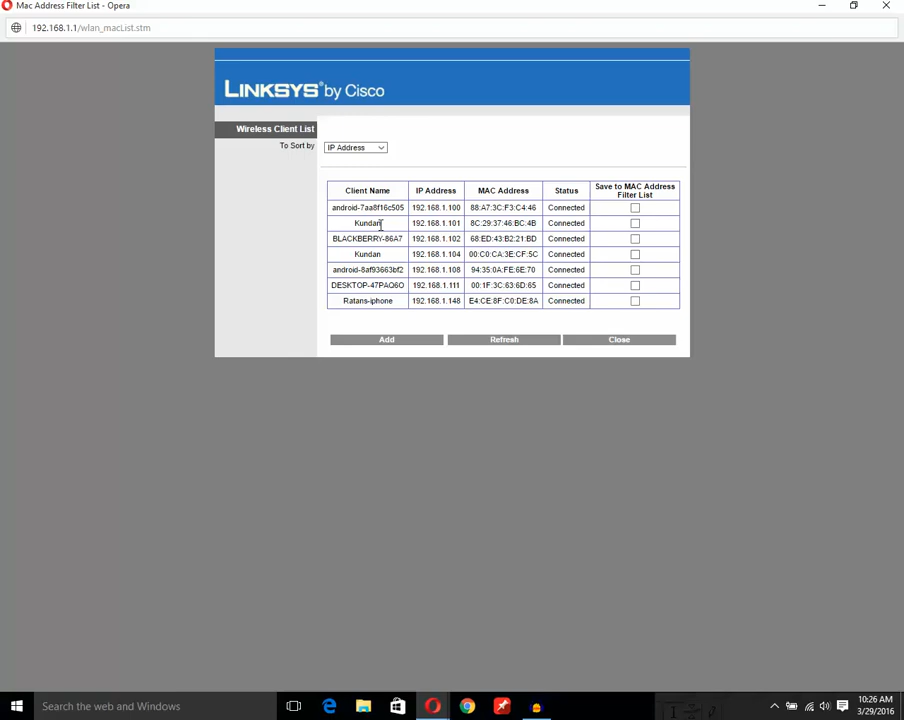 Mac Address Filter List - Opera
192.168.1.1/wlan_macList.stm
LINKSYS® by Cisco
Wireless Client List
To Sort by
IP Address
Client Name IP Address MAC Address Status Save to MAC Address Filter List
android-7aa8f16c505 192.168.1.100 88:A7:3C:F3:C4:46 Connected
Kundan 192.168.1.101 8C:29:37:46:BC:4B Connected
BLACKBERRY-86A7 192.168.1.102 68:ED:43:B2:21:BD Connected
Kundan 192.168.1.104 00:C0:CA:3E:CF:5C Connected
android-8af93663bf2 192.168.1.108 94:35:0A:FE:6E:70 Connected
DESKTOP-47PAQ6O 192.168.1.111 00:1F:3C:63:6D:65 Connected
Ratans-iphone 192.168.1.148 E4:CE:8F:C0:DE:8A Connected
Add Refresh Close
Search the web and Windows
10:26 AM
3/29/2016